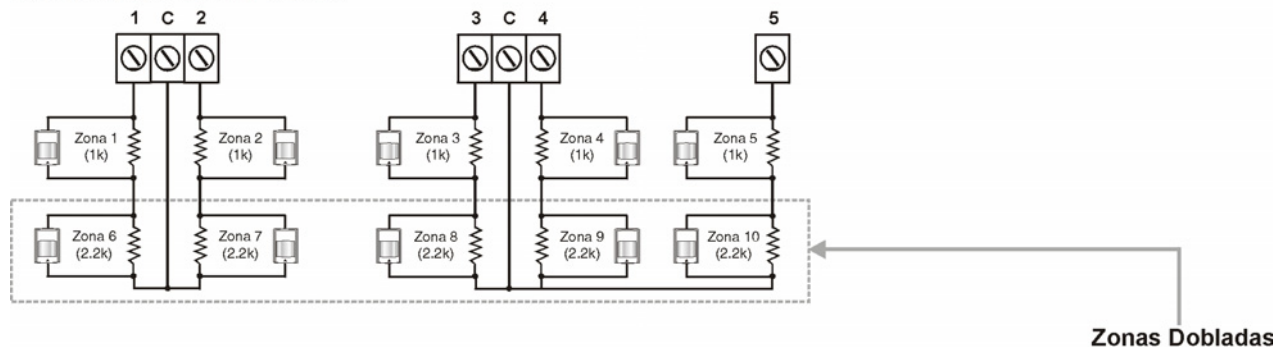 1 C 2 3 C 4 5
Zona 1 Zona 2 Zona 3 Zona 4 Zona 5
(1k) (1k) (1k) (1k) (1k)
Zona 6 Zona 7 Zona 8 Zona 9 Zona 10
(2.2k) (2.2k) (2.2k) (2.2k) (2.2k)
Zonas Dobladas